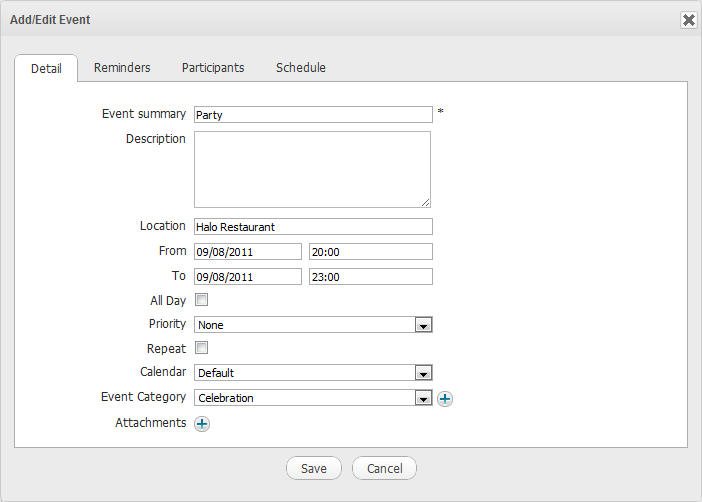 Add/Edit Event
Detail Reminders Participants Schedule
Event summary Party *
Description
Location Halo Restaurant
From 09/08/2011 20:00
To 09/08/2011 23:00
All Day
Priority None
Repeat
Calendar Default
Event Category Celebration
Attachments
Save Cancel